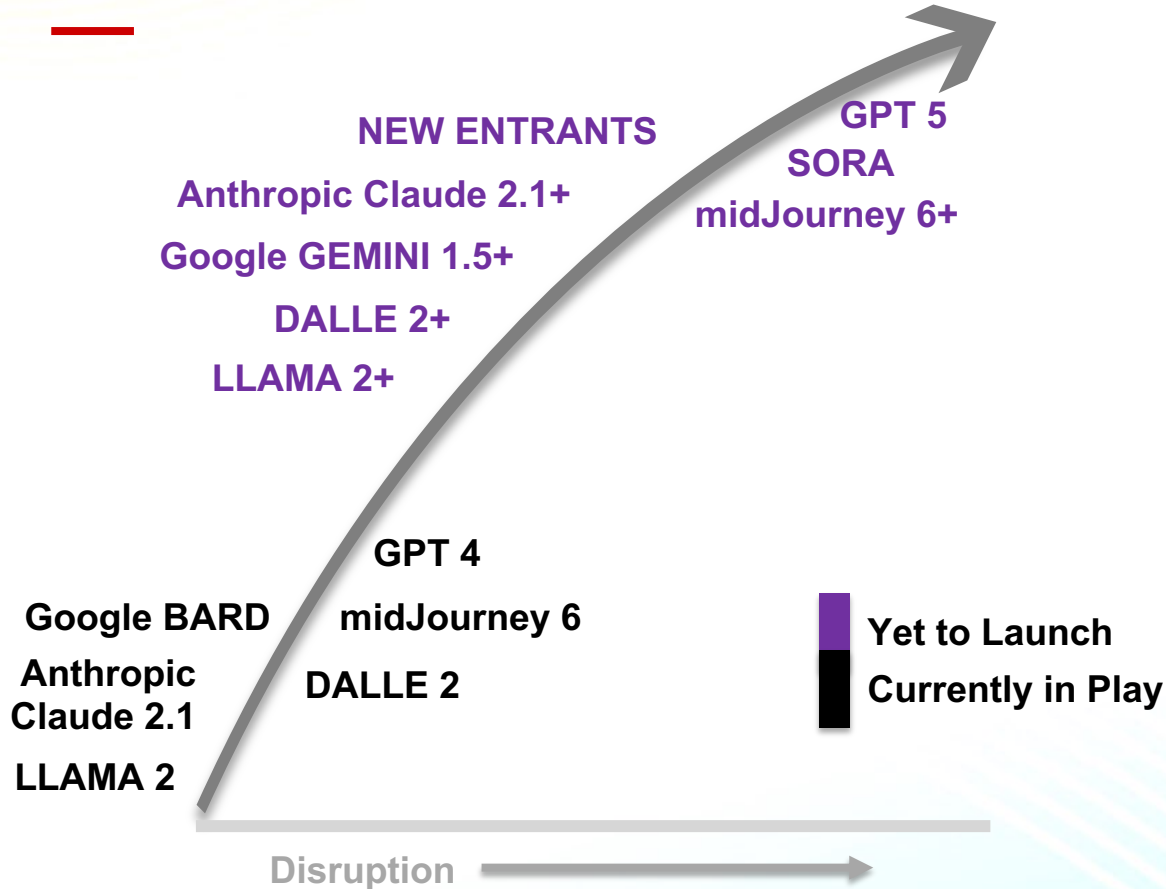 NEW ENTRANTS
Anthropic Claude 2.1+
Google GEMINI 1.5+
DALLE 2+
LLAMA 2+
GPT 5
SORA
midJourney 6+
GPT 4
midJourney 6
DALLE 2
Google BARD
Anthropic
Claude 2.1
LLAMA 2
Yet to Launch
Currently in Play
Disruption